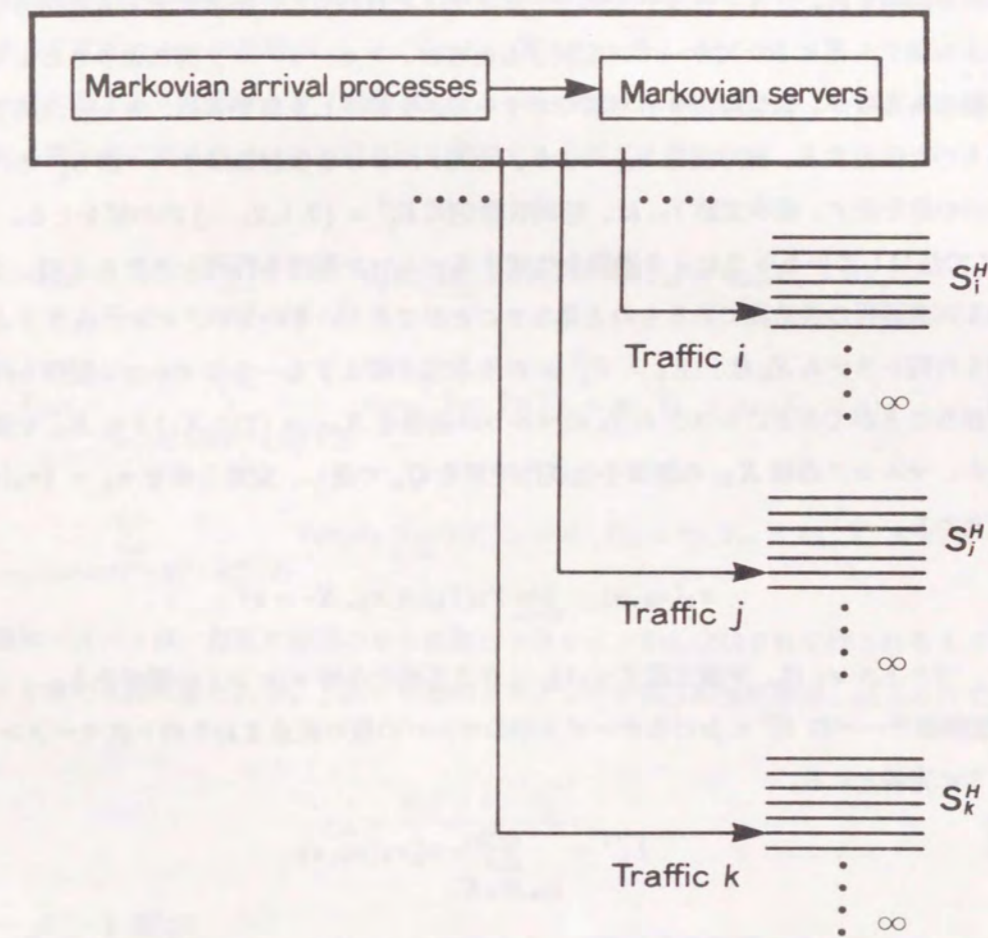 Markovian arrival processes
Markovian servers
S_i^H
Traffic i
∞
S_j^H
Traffic j
∞
S_k^H
Traffic k
∞